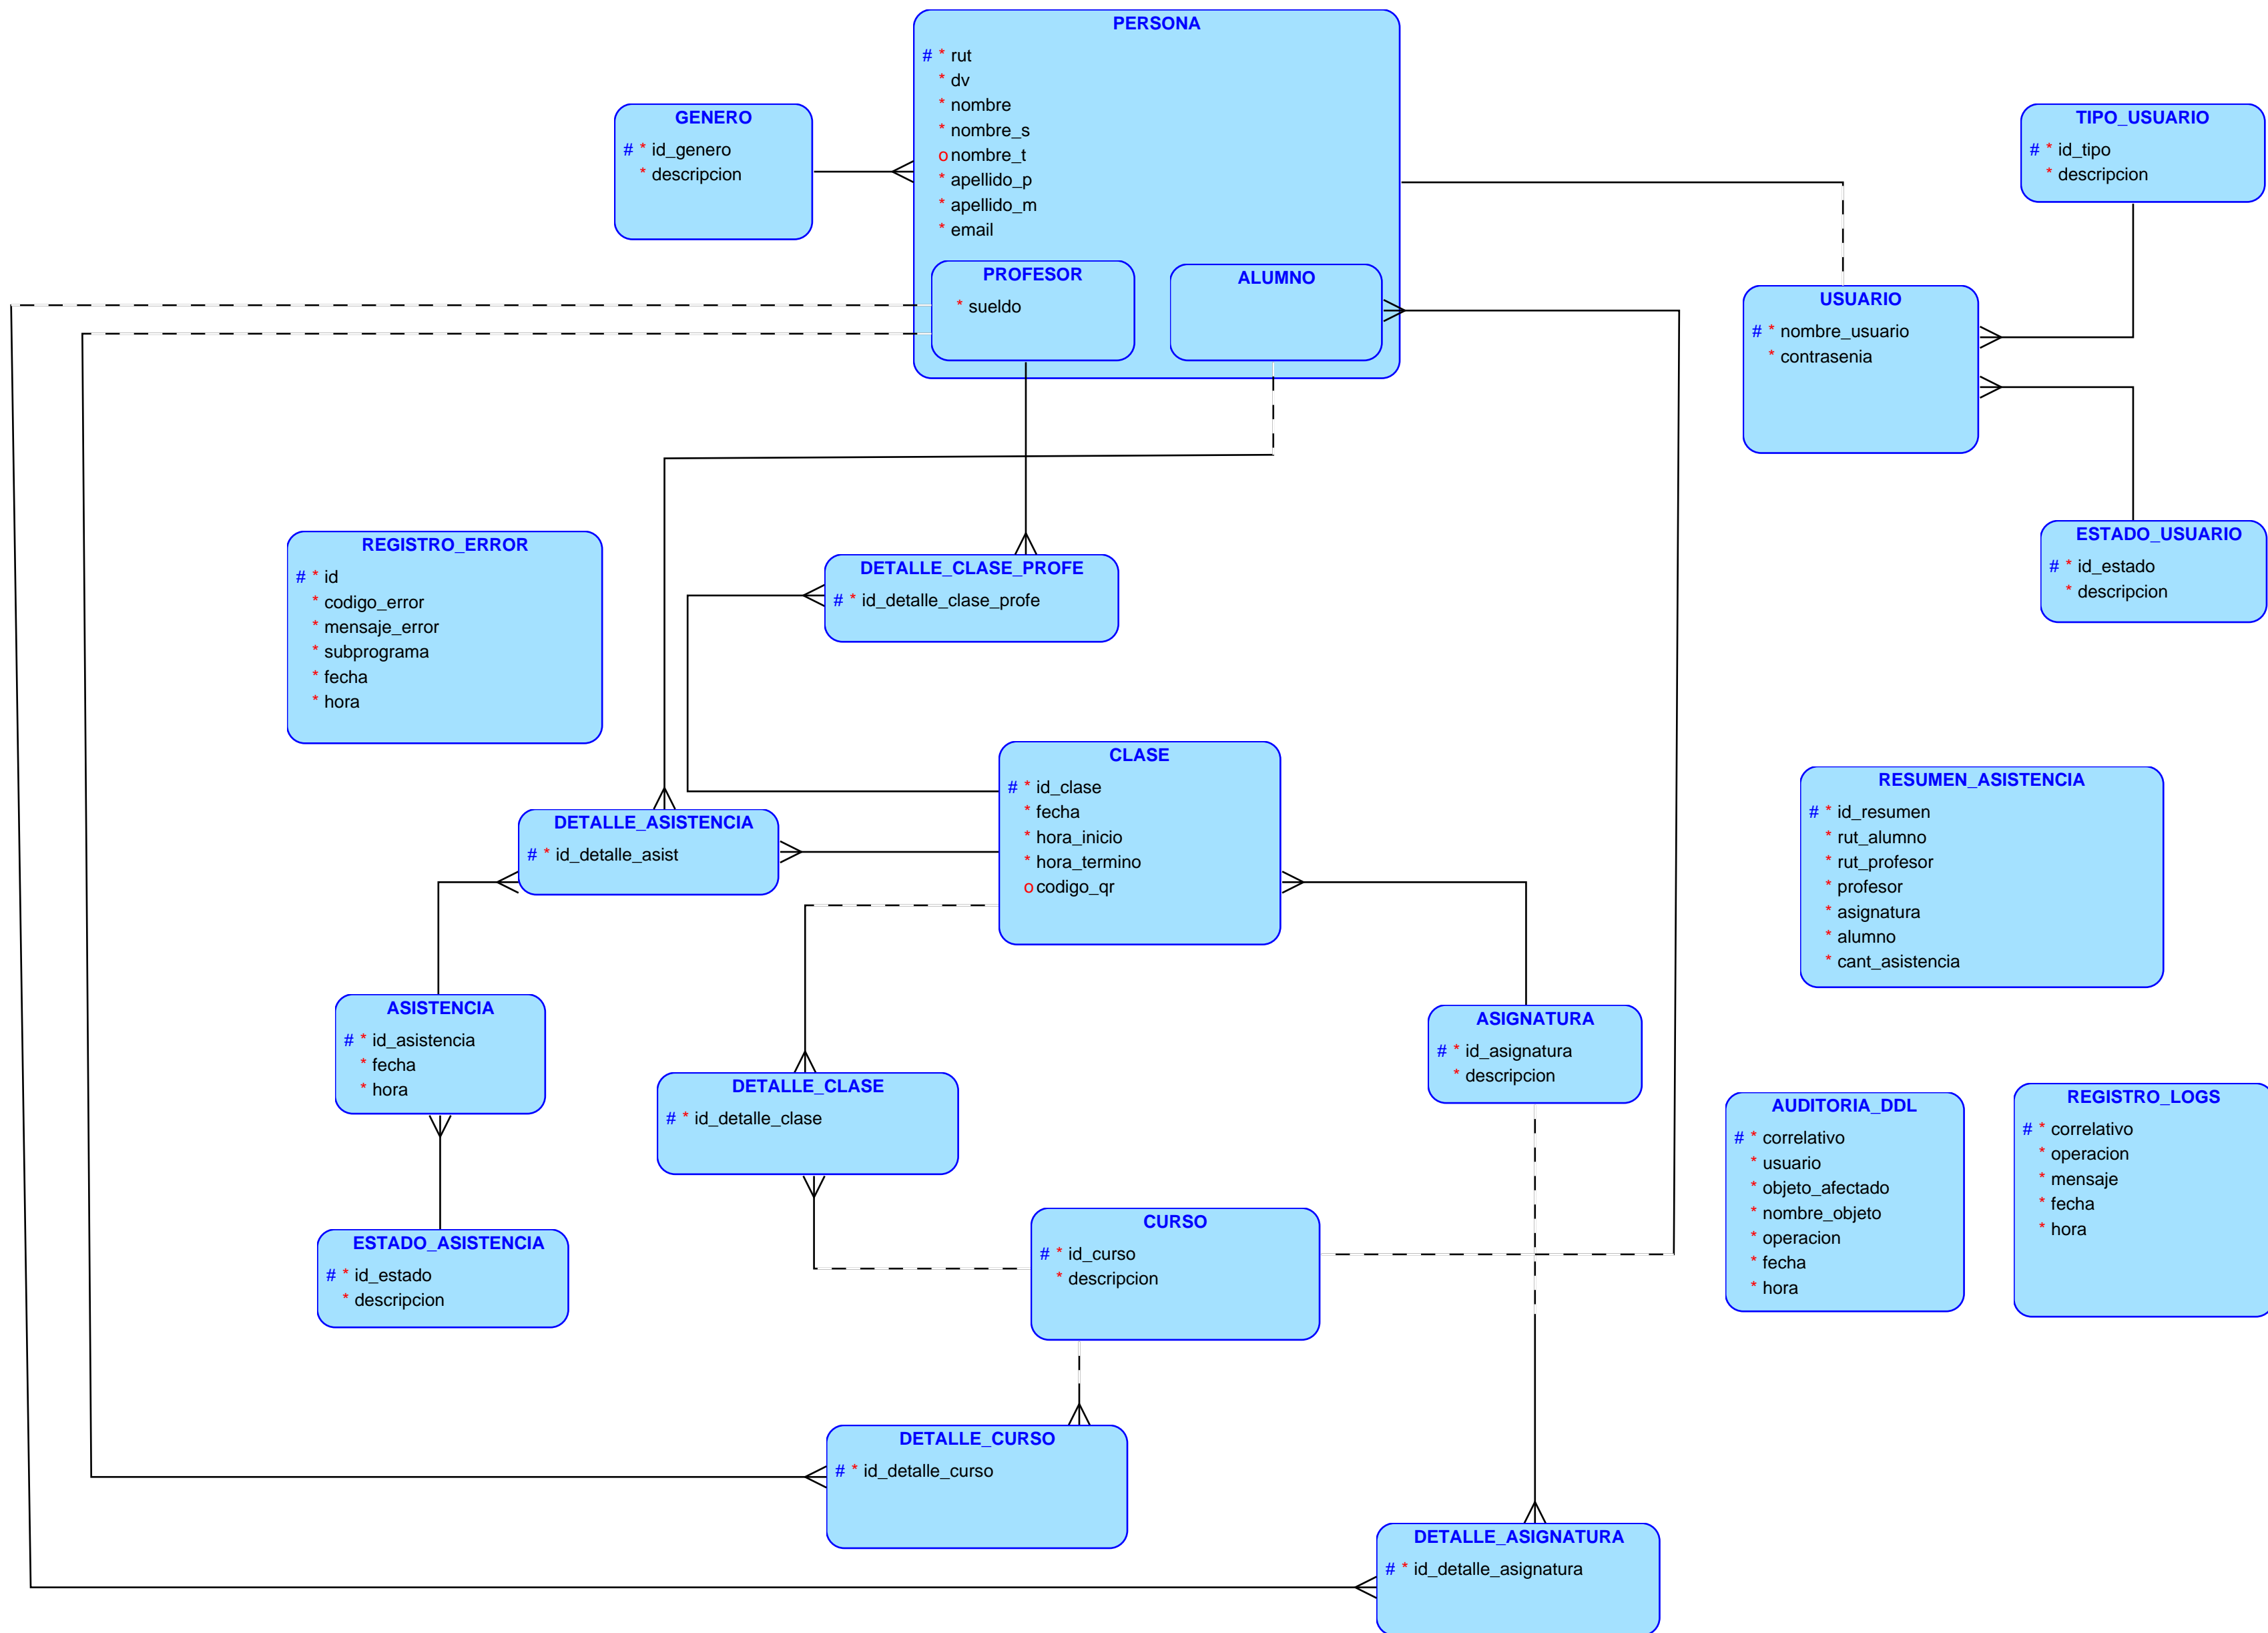 PERSONA
# * rut
* dv
* nombre
* nombre_s
o nombre_t
* apellido_p
* apellido_m
* email
GENERO
# * id_genero
* descripcion
TIPO_USUARIO
# * id_tipo
* descripcion
PROFESOR
* sueldo
ALUMNO
USUARIO
# * nombre_usuario
* contrasenia
REGISTRO_ERROR
# * id
* codigo_error
* mensaje_error
* subprograma
* fecha
* hora
DETALLE_CLASE_PROFE
# * id_detalle_clase_profe
ESTADO_USUARIO
# * id_estado
* descripcion
CLASE
# * id_clase
* fecha
* hora_inicio
* hora_termino
o codigo_qr
RESUMEN_ASISTENCIA
# * id_resumen
* rut_alumno
* rut_profesor
* profesor
* asignatura
* alumno
* cant_asistencia
DETALLE_ASISTENCIA
# * id_detalle_asist
ASISTENCIA
# * id_asistencia
* fecha
* hora
ASIGNATURA
# * id_asignatura
* descripcion
DETALLE_CLASE
# * id_detalle_clase
AUDITORIA_DDL
# * correlativo
* usuario
* objeto_afectado
* nombre_objeto
* operacion
* fecha
* hora
REGISTRO_LOGS
# * correlativo
* operacion
* mensaje
* fecha
* hora
ESTADO_ASISTENCIA
# * id_estado
* descripcion
CURSO
# * id_curso
* descripcion
DETALLE_CURSO
# * id_detalle_curso
DETALLE_ASIGNATURA
# * id_detalle_asignatura